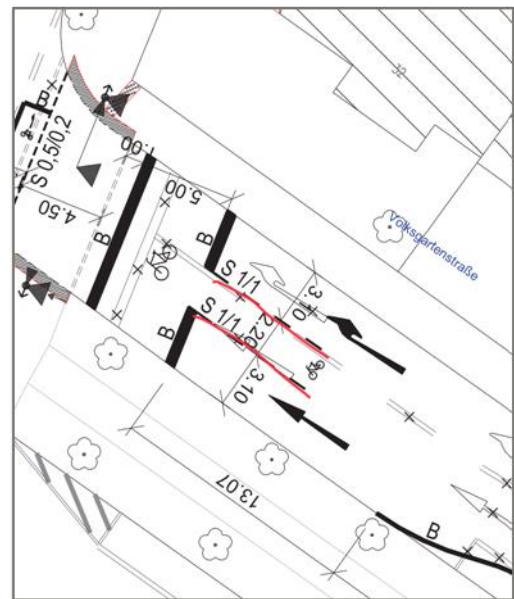 32
Volksgartenstraße
B
S 0,5/0,2
4.50
1.00
5.00
B
B
S 1/1
S 1/1
B
3.10
2.20
3.10
13.07
B